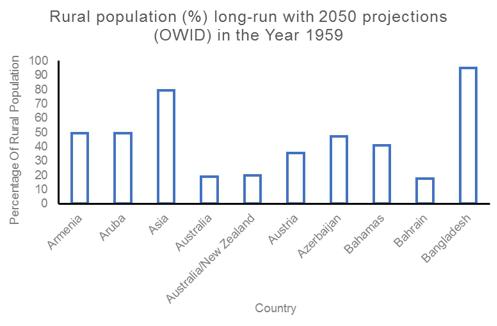 Rural population (%) long-run with 2050 projections
(OWID) in the Year 1959
Percentage Of Rural Population
100
90
80
70
60
50
40
30
20
10
0
Armenia
Aruba
Asia
Australia
Australia/New Zealand
Austria
Azerbaijan
Bahamas
Bahrain
Bangladesh
Country